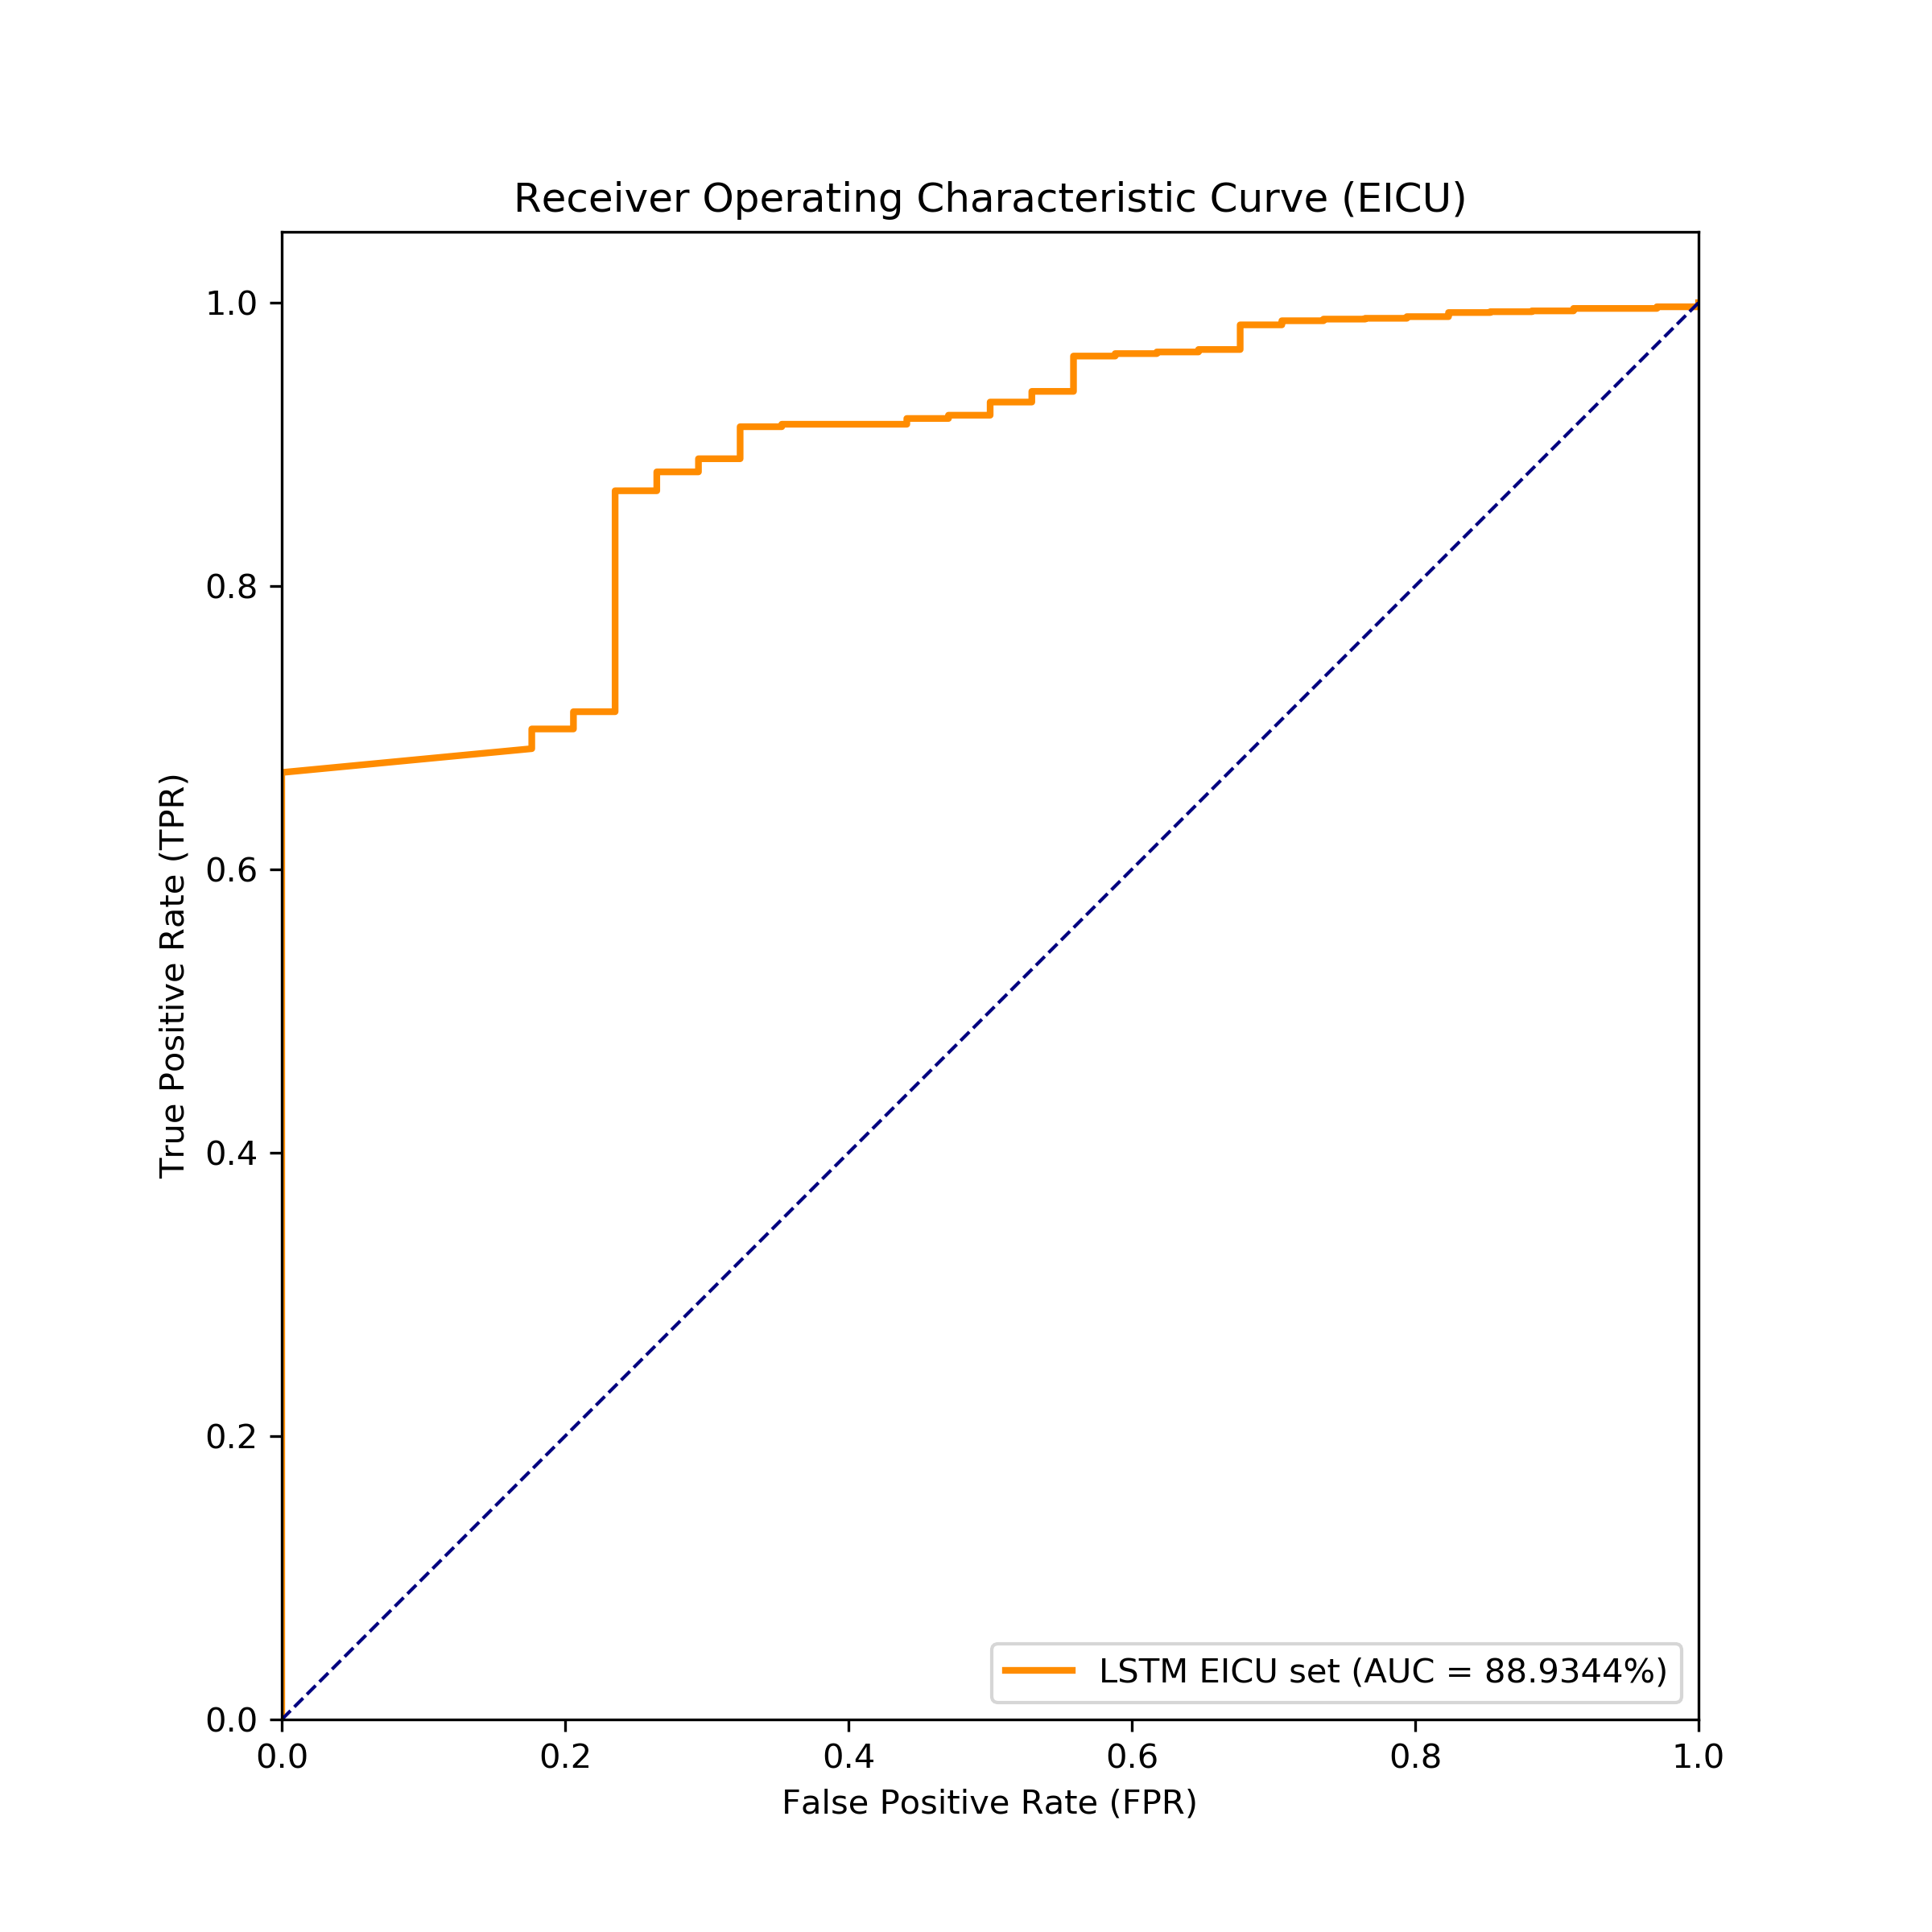 Receiver Operating Characteristic Curve (EICU)
True Positive Rate (TPR)
1.0
0.8
0.6
0.4
0.2
0.0
0.0 0.2 0.4 0.6 0.8 1.0
False Positive Rate (FPR)
LSTM EICU set (AUC = 88.9344%)